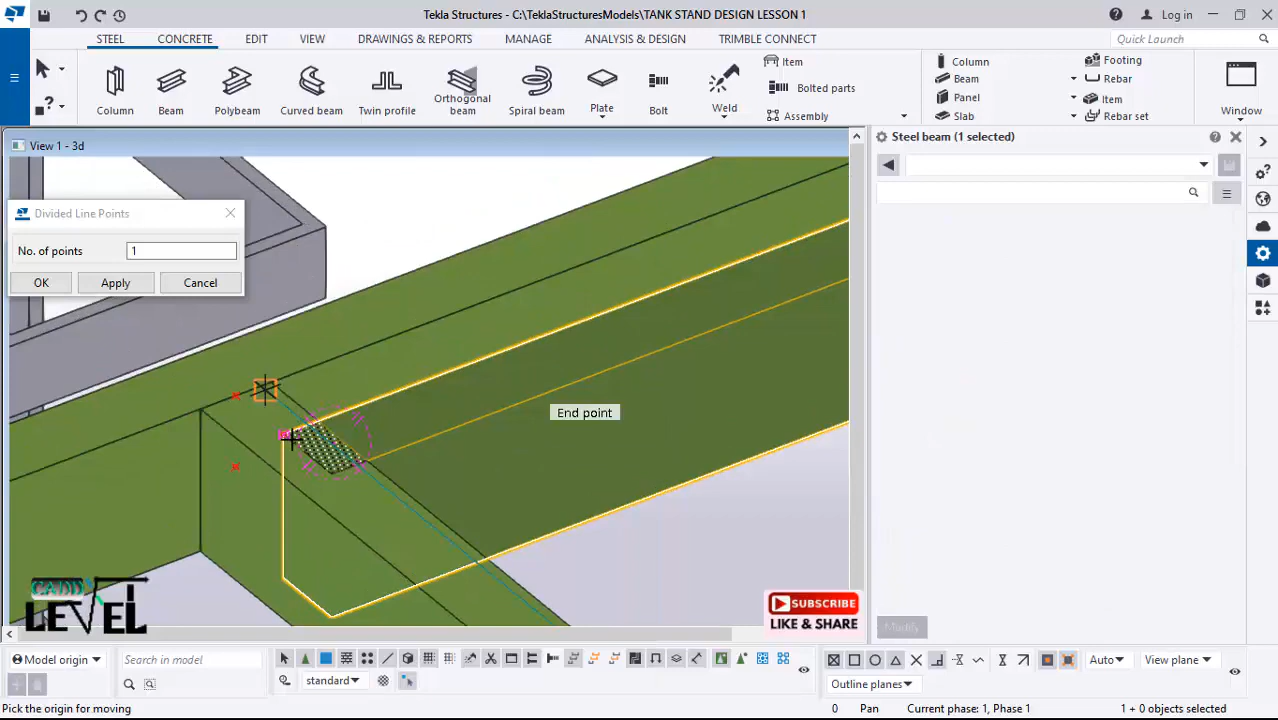 Tekla Structures - C:\TeklaStructuresModels\TANK STAND DESIGN LESSON 1
Log in
STEEL CONCRETE EDIT VIEW DRAWINGS & REPORTS MANAGE ANALYSIS & DESIGN TRIMBLE CONNECT Quick Launch
Column Beam Polybeam Curved beam Twin profile Orthogonal beam Spiral beam Plate Bolt Weld
Item
Bolted parts
Assembly
Column
Beam
Panel
Slab
Footing
Rebar
Item
Rebar set
Window
View 1 - 3d
Steel beam (1 selected)
Divided Line Points
No. of points 1
OK Apply Cancel
End point
CADD
LEVEL
SUBSCRIBE
LIKE & SHARE
Modify
Model origin Search in model
standard
Auto View plane
Outline planes
Pick the origin for moving
0 Pan Current phase: 1, Phase 1 1 + 0 objects selected